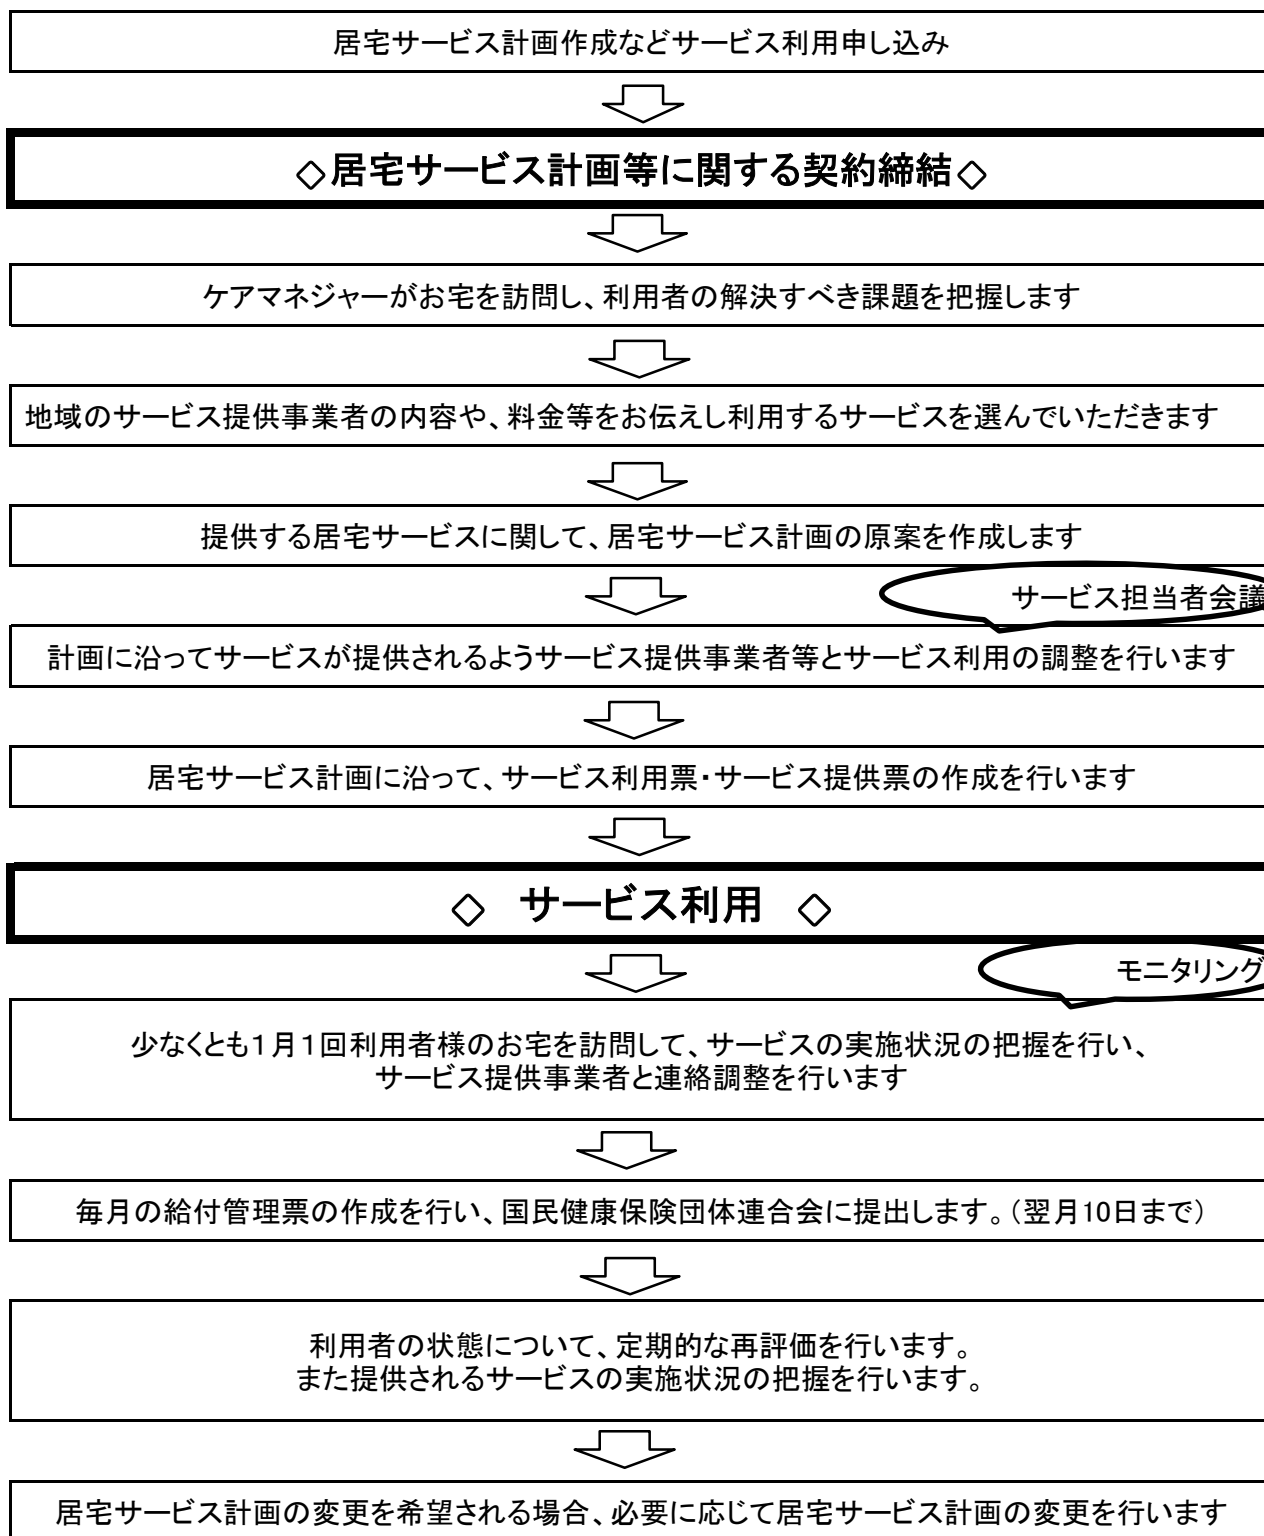 居宅サービス計画作成などサービス利用申し込み
◇居宅サービス計画等に関する契約締結◇
ケアマネジャーがお宅を訪問し、利用者の解決すべき課題を把握します
地域のサービス提供事業者の内容や、料金等をお伝えし利用するサービスを選んでいただきます
提供する居宅サービスに関して、居宅サービス計画の原案を作成します
サービス担当者会議
計画に沿ってサービスが提供されるようサービス提供事業者等とサービス利用の調整を行います
居宅サービス計画に沿って、サービス利用票・サービス提供票の作成を行います
◇　サービス利用　◇
モニタリング
少なくとも1月1回利用者様のお宅を訪問して、サービスの実施状況の把握を行い、
サービス提供事業者と連絡調整を行います
毎月の給付管理票の作成を行い、国民健康保険団体連合会に提出します。（翌月10日まで）
利用者の状態について、定期的な再評価を行います。
また提供されるサービスの実施状況の把握を行います。
居宅サービス計画の変更を希望される場合、必要に応じて居宅サービス計画の変更を行います